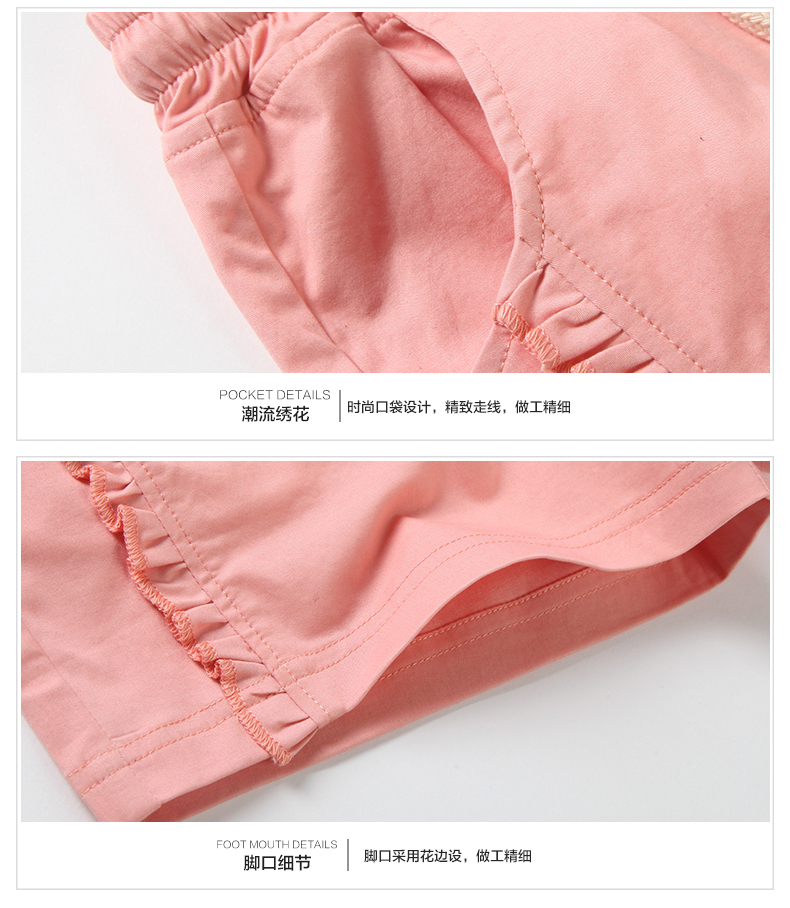 POCKET DETAILS
潮流绣花
时尚口袋设计，精致走线，做工精细
FOOT MOUTH DETAILS
脚口细节
脚口采用花边设，做工精细